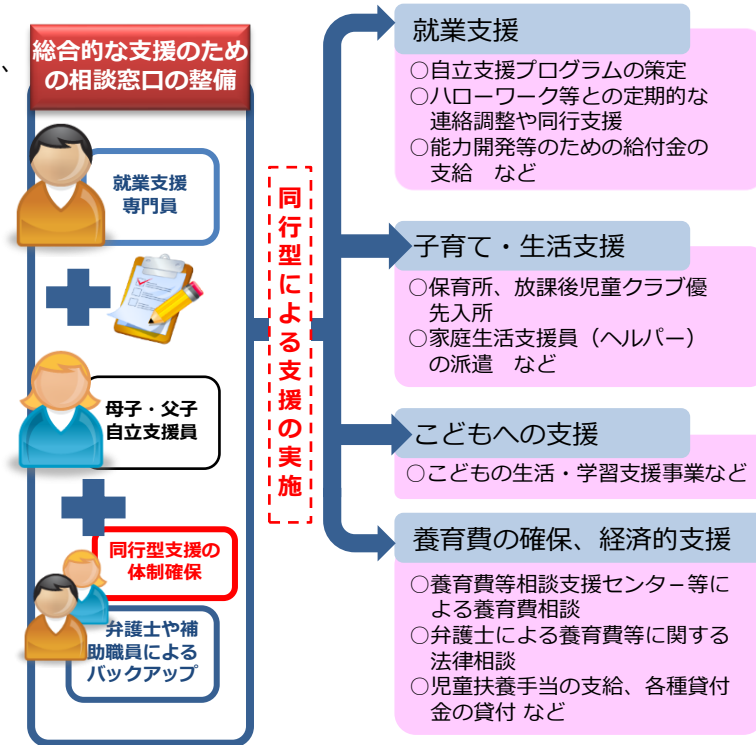 、
総合的な支援のため
の相談窓口の整備
就業支援
専門員
母子・父子
自立支援員
同行型支援の
体制確保
弁護士や補
助職員による
バックアップ
同行型による支援の実施
就業支援
○自立支援プログラムの策定
○ハローワーク等との定期的な
連絡調整や同行支援
○能力開発等のための給付金の
支給　など
子育て・生活支援
○保育所、放課後児童クラブ優
先入所
○家庭生活支援員（ヘルパー）
の派遣　など
こどもへの支援
○こどもの生活・学習支援事業など
養育費の確保、経済的支援
○養育費等相談支援センター等に
よる養育費相談
○弁護士による養育費等に関する
法律相談
○児童扶養手当の支給、各種貸付
金の貸付 など